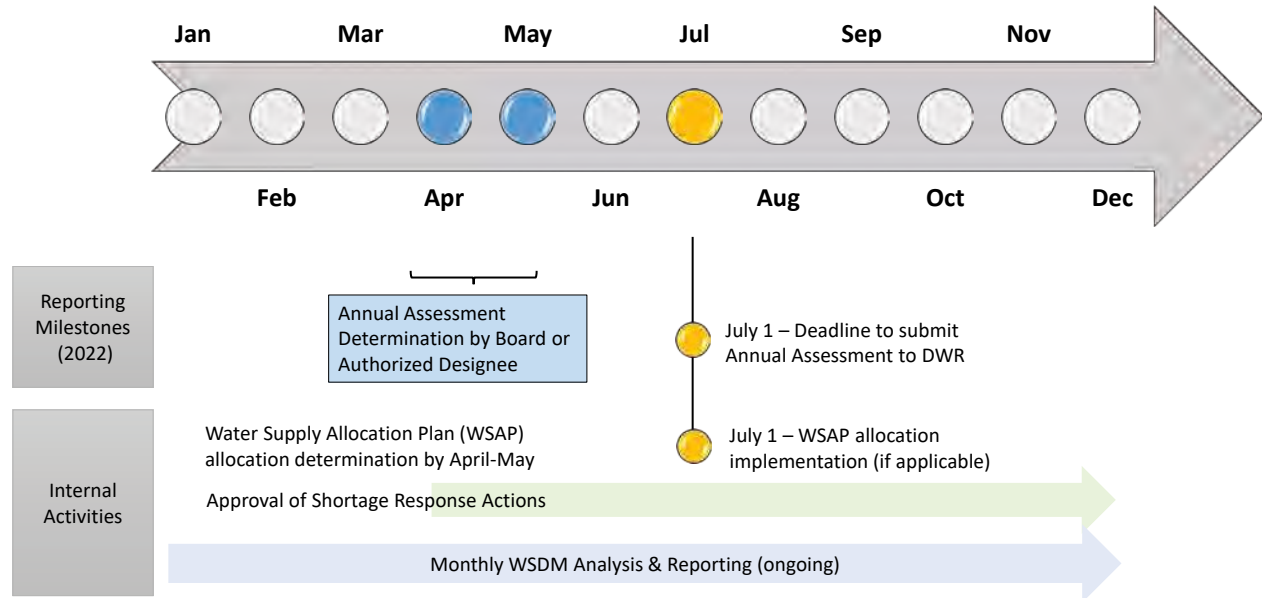 Jan Mar May Jul Sep Nov
Feb Apr Jun Aug Oct Dec
Reporting
Milestones
(2022)
Annual Assessment
Determination by Board or
Authorized Designee
July 1 – Deadline to submit
Annual Assessment to DWR
Internal
Activities
Water Supply Allocation Plan (WSAP)
allocation determination by April-May
July 1 – WSAP allocation
implementation (if applicable)
Approval of Shortage Response Actions
Monthly WSDM Analysis & Reporting (ongoing)